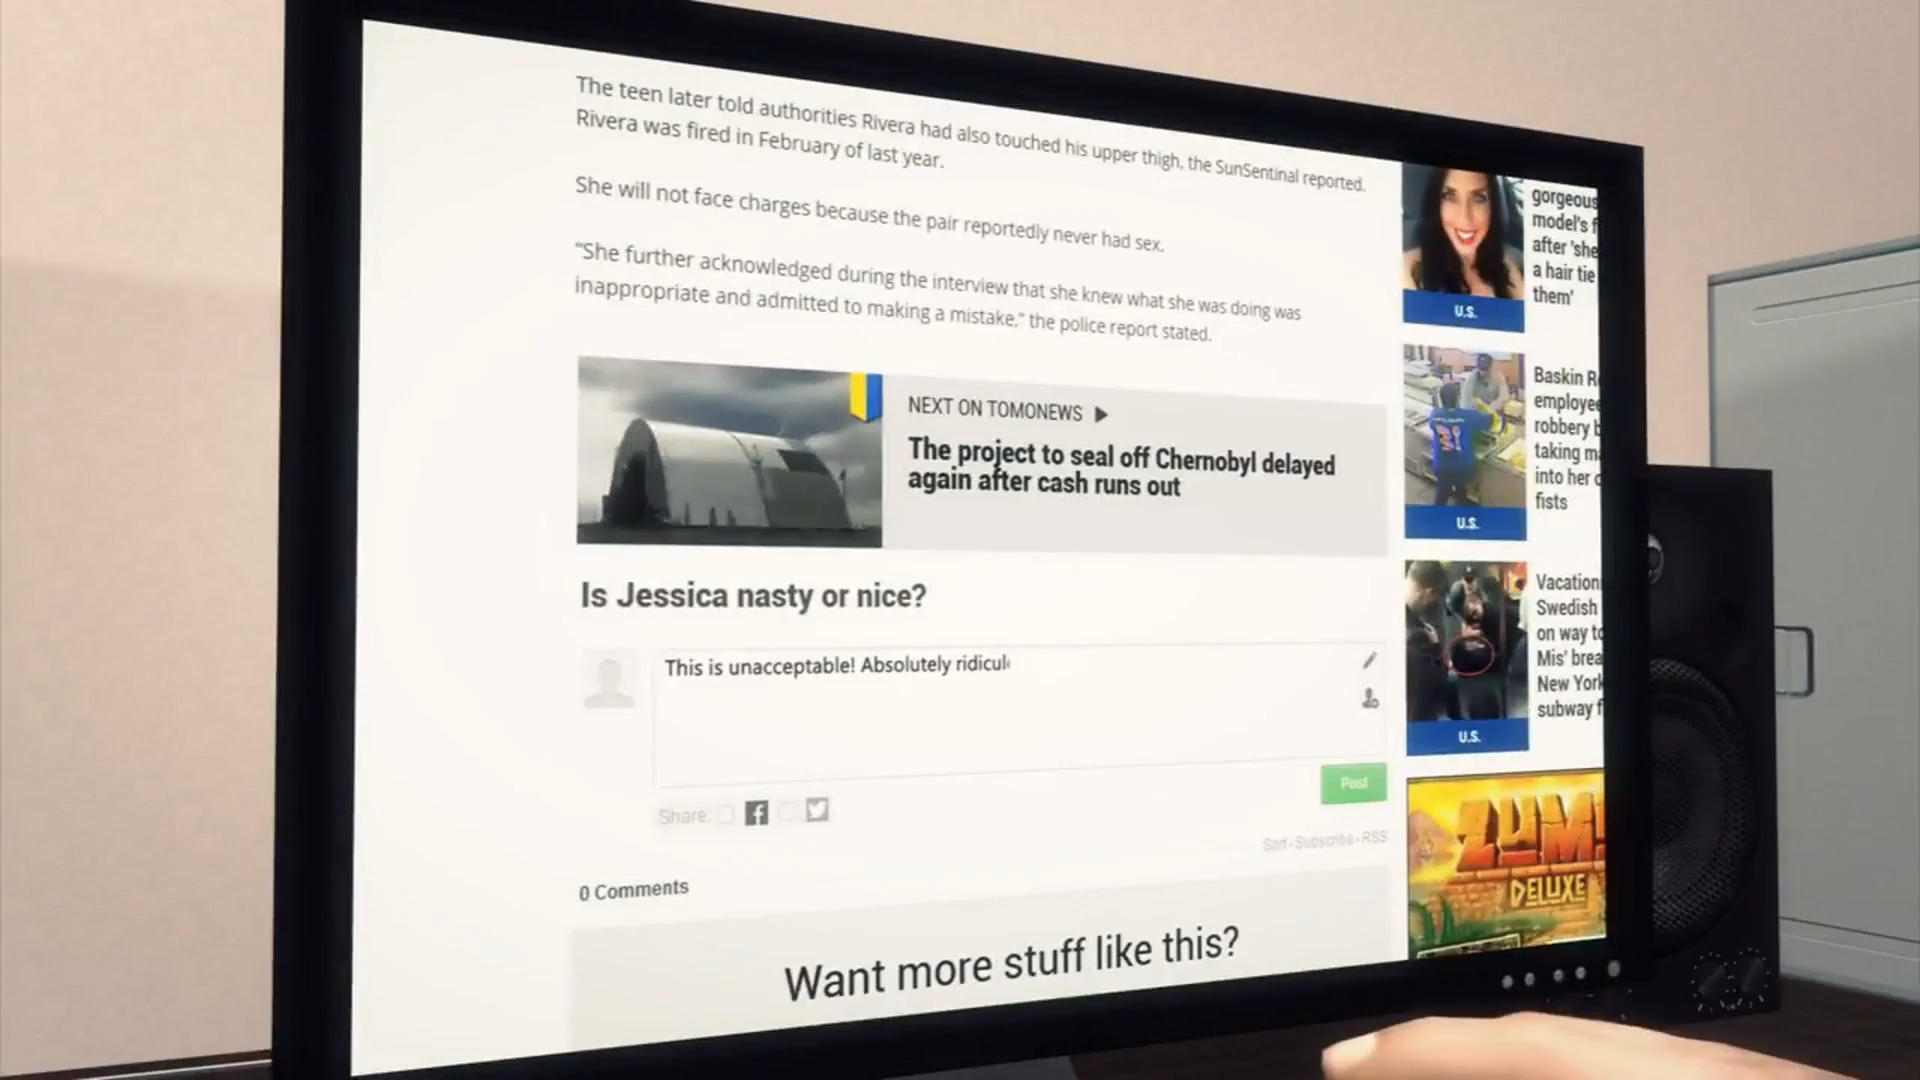 The teen later told authorities Rivera had also touched his upper thigh, the SunSentinal reported.
Rivera was fired in February of last year.
She will not face charges because the pair reportedly never had sex.
“She further acknowledged during the interview that she knew what she was doing was
inappropriate and admitted to making a mistake,” the police report stated.
NEXT ON TOMONEWS
The project to seal off Chernobyl delayed
again after cash runs out
Is Jessica nasty or nice?
This is unacceptable! Absolutely ridicul
Post
Share:
Sort - Subscribe - RSS
0 Comments
Want more stuff like this?
gorgeous
model's f
after 'she
a hair tie
them'
U.S.
Baskin R
employee
robbery b
taking m
into her
fists
U.S.
Vacation
Swedish
on way to
Mis' brea
New York
subway f
U.S.
ZUM
DELUXE